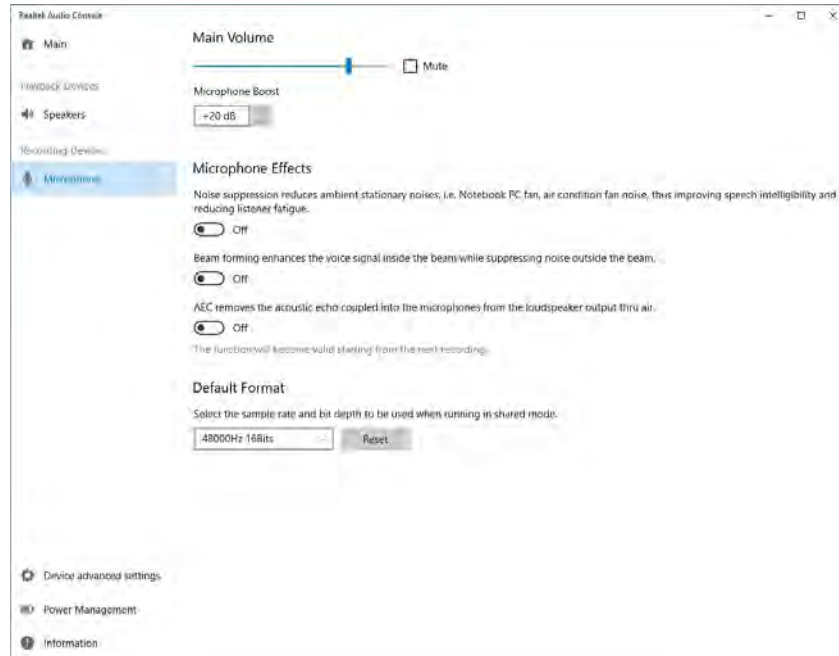 Realtek Audio Console
Main
Playback Devices
Speakers
Recording Devices
Microphone
Main Volume
Mute
Microphone Boost
+20 dB
Microphone Effects
Noise suppression reduces ambient stationary noises, i.e. Notebook PC fan, air condition fan noise, thus improving speech intelligibility and
reducing listener fatigue.
Off
Beam forming enhances the voice signal inside the beam while suppressing noise outside the beam.
Off
AEC removes the acoustic echo coupled into the microphones from the loudspeaker output thru air.
Off
The function will become valid starting from the next recording.
Default Format
Select the sample rate and bit depth to be used when running in shared mode.
48000Hz 16Bits
Reset
Device advanced settings
Power Management
Information